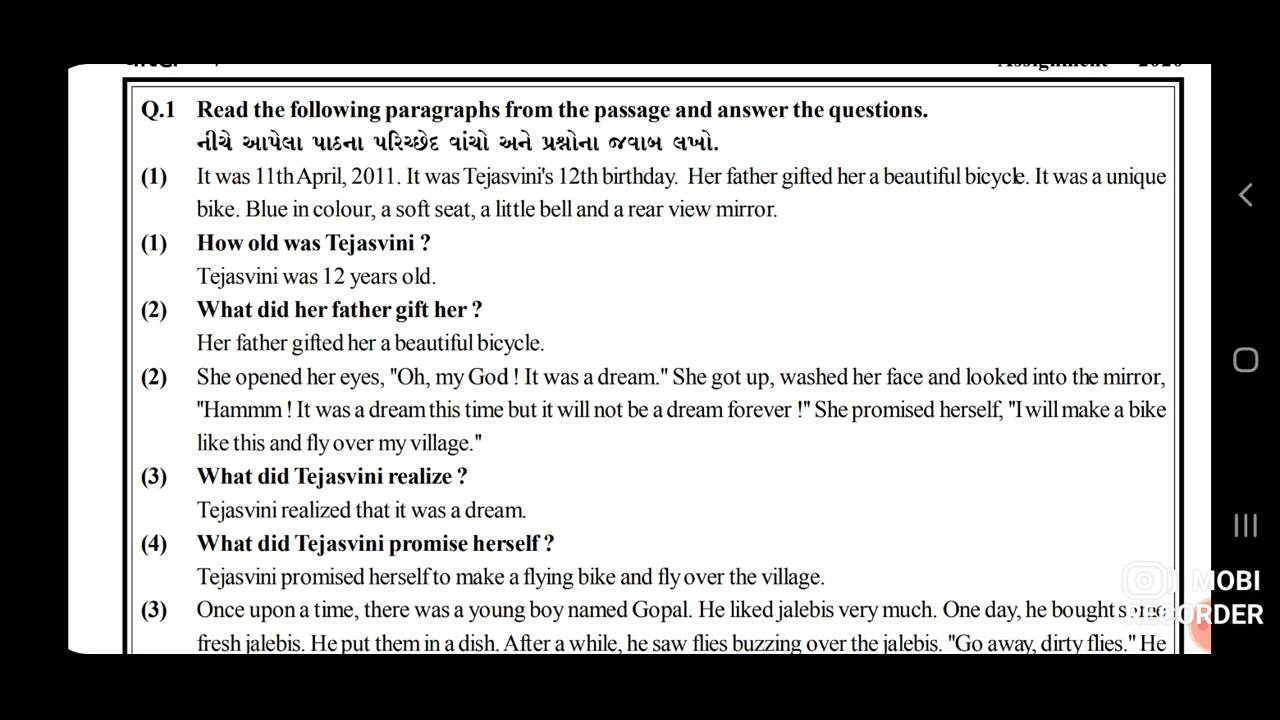 Q.1 Read the following paragraphs from the passage and answer the questions.
નીચે આપેલા પાઠના પરિચ્છેદ વાંચો અને પ્રશ્નોના જવાબ લખો.
(1) It was 11th April, 2011. It was Tejasvini's 12th birthday. Her father gifted her a beautiful bicycle. It was a unique
bike. Blue in colour, a soft seat, a little bell and a rear view mirror.
(1) How old was Tejasvini ?
Tejasvini was 12 years old.
(2) What did her father gift her ?
Her father gifted her a beautiful bicycle.
(2) She opened her eyes, "Oh, my God ! It was a dream." She got up, washed her face and looked into the mirror,
"Hammm ! It was a dream this time but it will not be a dream forever !" She promised herself, "I will make a bike
like this and fly over my village."
(3) What did Tejasvini realize ?
Tejasvini realized that it was a dream.
(4) What did Tejasvini promise herself ?
Tejasvini promised herself to make a flying bike and fly over the village.
(3) Once upon a time, there was a young boy named Gopal. He liked jalebis very much. One day, he bought some
fresh jalebis. He put them in a dish. After a while, he saw flies buzzing over the jalebis. "Go away, dirty flies." He
MOBI
RECORDER